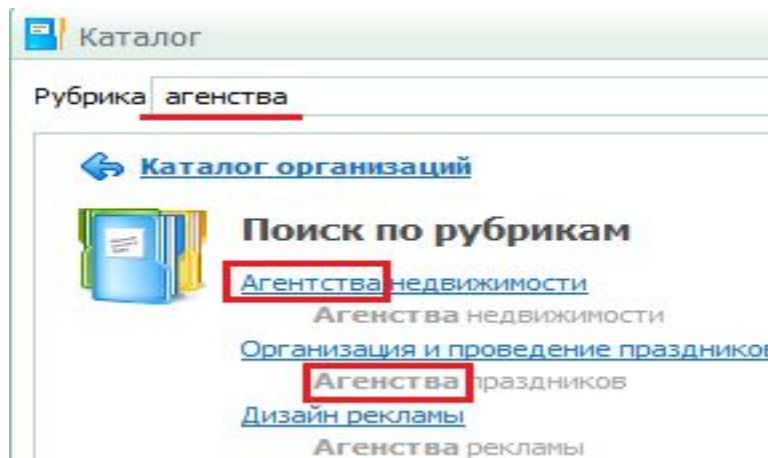 Каталог
Рубрика агенства
Каталог организаций
Поиск по рубрикам
Агентства недвижимости
Агенства недвижимости
Организация и проведение праздников
Агенства праздников
Дизайн рекламы
Агенства рекламы